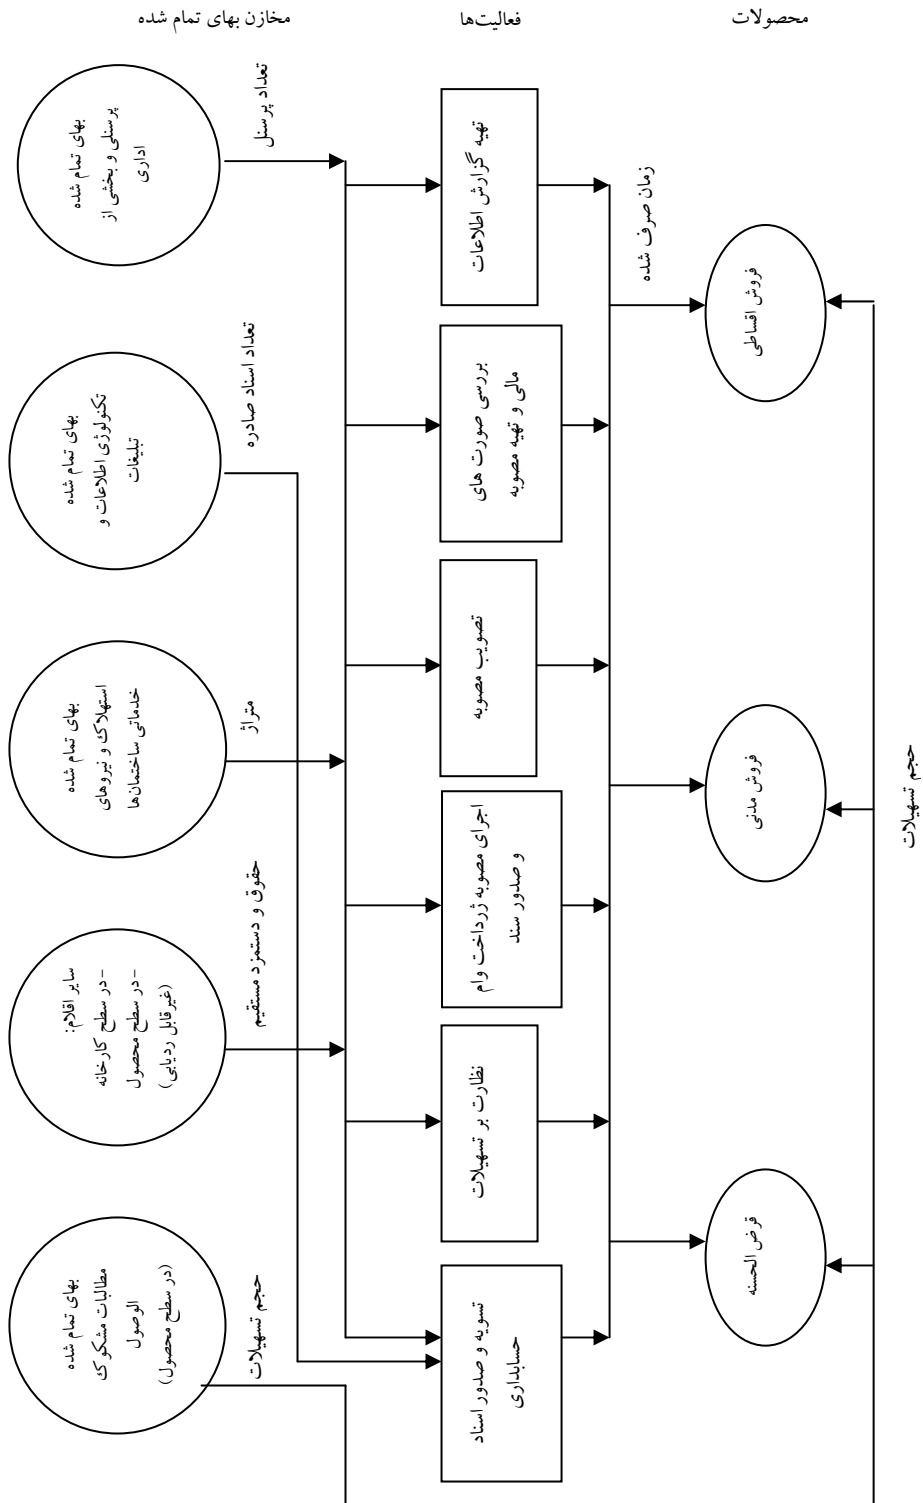 مخازن بهای تمام شده
فعالیت‌ها
محصولات
بهای تمام شده
پرسنلی و بخشی از
اداری
تعداد پرسنل
بهای تمام شده
تکنولوژی اطلاعات و
تبلیغات
تعداد اسناد صادره
بهای تمام شده
استهلاک و نیروهای
خدماتی ساختمان‌ها
متراژ
سایر اقلام:
-در سطح کارخانه
-در سطح محصول
(غیرقابل ردیابی)
حقوق و دستمزد مستقیم
بهای تمام شده
مطالبات مشکوک
الوصول
(در سطح محصول)
حجم تسهیلات
تهیه گزارش اطلاعات
بررسی صورت های
مالی و تهیه مصوبه
تصویب مصوبه
اجرای مصوبه ژرداخت وام
و صدور سند
نظارت بر تسهیلات
تسویه و صدور اسناد
حسابداری
زمان صرف شده
فروش اقساطی
فروش مدنی
قرض الحسنه
حجم تسهیلات